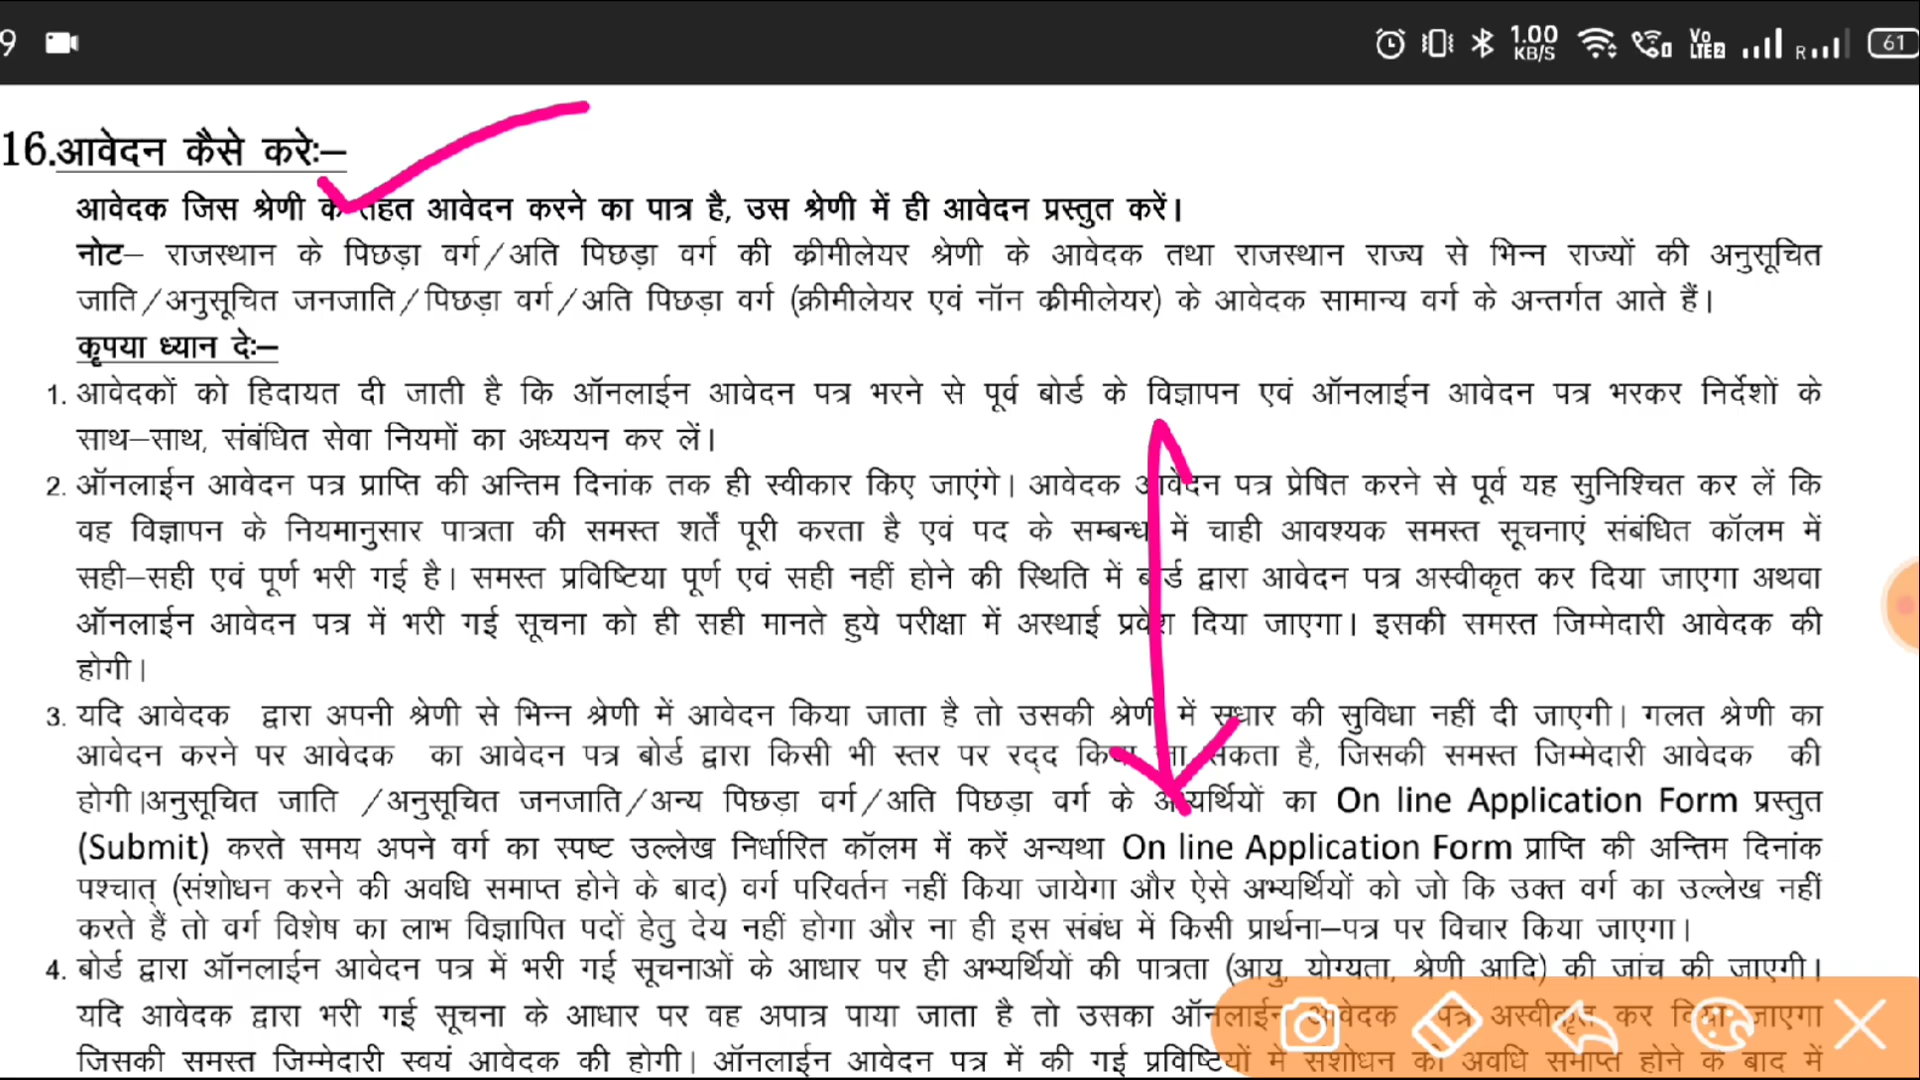 9 1.00 KB/S Vo LTE2 R 61
16.आवेदन कैसे करेः–
आवेदक जिस श्रेणी के तहत आवेदन करने का पात्र है, उस श्रेणी में ही आवेदन प्रस्तुत करें।
नोट– राजस्थान के पिछड़ा वर्ग/अति पिछड़ा वर्ग की क्रीमीलेयर श्रेणी के आवेदक तथा राजस्थान राज्य से भिन्न राज्यों की अनुसूचित
जाति/अनुसूचित जनजाति/पिछड़ा वर्ग/अति पिछड़ा वर्ग (क्रीमीलेयर एवं नॉन क्रीमीलेयर) के आवेदक सामान्य वर्ग के अन्तर्गत आते हैं।
कृपया ध्यान देः–
1. आवेदकों को हिदायत दी जाती है कि ऑनलाईन आवेदन पत्र भरने से पूर्व बोर्ड के विज्ञापन एवं ऑनलाईन आवेदन पत्र भरकर निर्देशों के
साथ–साथ, संबंधित सेवा नियमों का अध्ययन कर लें।
2. ऑनलाईन आवेदन पत्र प्राप्ति की अन्तिम दिनांक तक ही स्वीकार किए जाएंगे। आवेदक आवेदन पत्र प्रेषित करने से पूर्व यह सुनिश्चित कर लें कि
वह विज्ञापन के नियमानुसार पात्रता की समस्त शर्तें पूरी करता है एवं पद के सम्बन्ध में चाही आवश्यक समस्त सूचनाएं संबंधित कॉलम में
सही–सही एवं पूर्ण भरी गई है। समस्त प्रविष्टिया पूर्ण एवं सही नहीं होने की स्थिति में बोर्ड द्वारा आवेदन पत्र अस्वीकृत कर दिया जाएगा अथवा
ऑनलाईन आवेदन पत्र में भरी गई सूचना को ही सही मानते हुये परीक्षा में अस्थाई प्रवेश दिया जाएगा। इसकी समस्त जिम्मेदारी आवेदक की
होगी।
3. यदि आवेदक द्वारा अपनी श्रेणी से भिन्न श्रेणी में आवेदन किया जाता है तो उसकी श्रेणी में सुधार की सुविधा नहीं दी जाएगी। गलत श्रेणी का
आवेदन करने पर आवेदक का आवेदन पत्र बोर्ड द्वारा किसी भी स्तर पर रद्द किया जा सकता है, जिसकी समस्त जिम्मेदारी आवेदक की
होगी।अनुसूचित जाति /अनुसूचित जनजाति/अन्य पिछड़ा वर्ग/अति पिछड़ा वर्ग के अभ्यर्थियों का On line Application Form प्रस्तुत
(Submit) करते समय अपने वर्ग का स्पष्ट उल्लेख निर्धारित कॉलम में करें अन्यथा On line Application Form प्राप्ति की अन्तिम दिनांक
पश्चात् (संशोधन करने की अवधि समाप्त होने के बाद) वर्ग परिवर्तन नहीं किया जायेगा और ऐसे अभ्यर्थियों को जो कि उक्त वर्ग का उल्लेख नहीं
करते हैं तो वर्ग विशेष का लाभ विज्ञापित पदों हेतु देय नहीं होगा और ना ही इस संबंध में किसी प्रार्थना–पत्र पर विचार किया जाएगा।
4. बोर्ड द्वारा ऑनलाईन आवेदन पत्र में भरी गई सूचनाओं के आधार पर ही अभ्यर्थियों की पात्रता (आयु, योग्यता, श्रेणी आदि) की जांच की जाएगी।
यदि आवेदक द्वारा भरी गई सूचना के आधार पर वह अपात्र पाया जाता है तो उसका ऑनलाईन आवेदक पत्र अस्वीकृत कर दिया जाएगा
जिसकी समस्त जिम्मेदारी स्वयं आवेदक की होगी। ऑनलाईन आवेदन पत्र में की गई प्रविष्टियों में संशोधन की अवधि समाप्त होने के बाद में